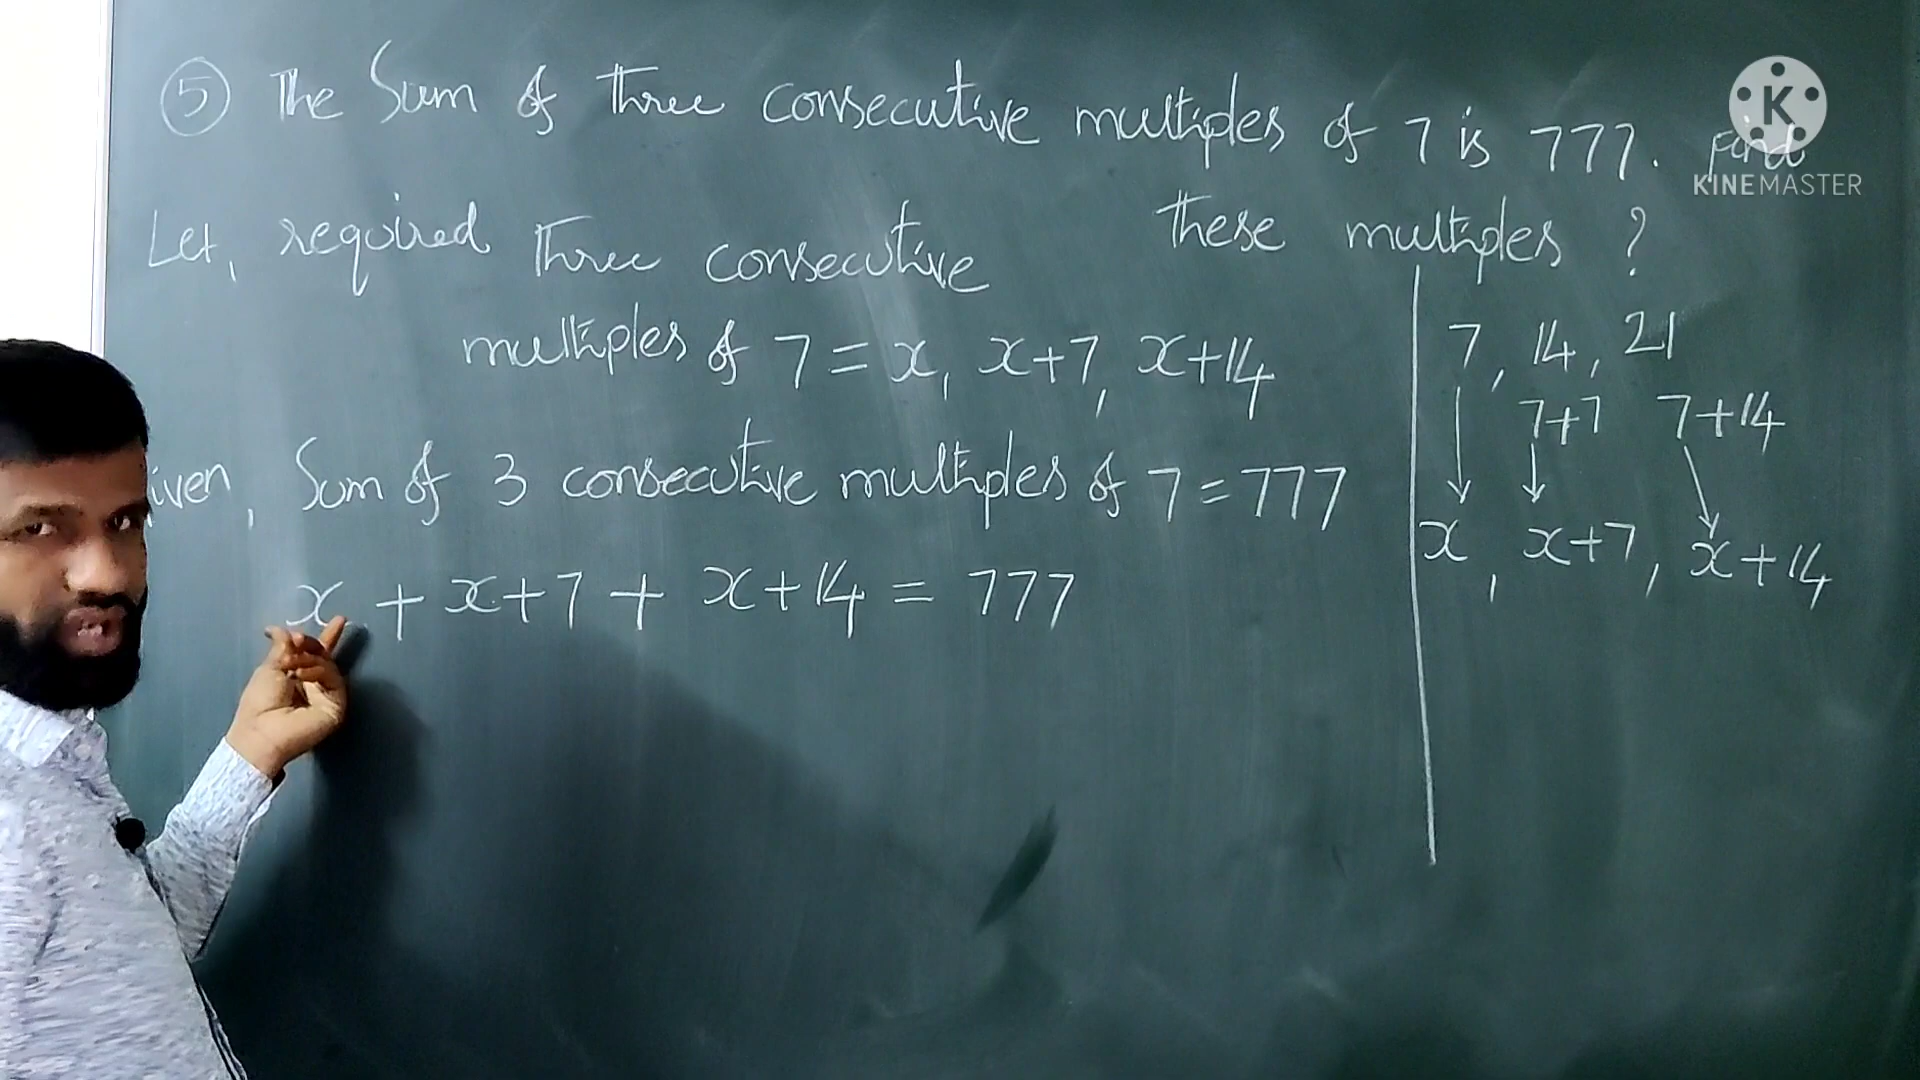 5 The Sum of Three consecutive multiples of 7 is 777. find
these multiples ?
Let, required Three consecutive
multiples of 7 = x, x+7, x+14
iven, Sum of 3 consecutive multiples of 7 = 777
x + x+7 + x+14 = 777
7, 14, 21
7+7 7+14
x, x+7, x+14
K
KINEMASTER